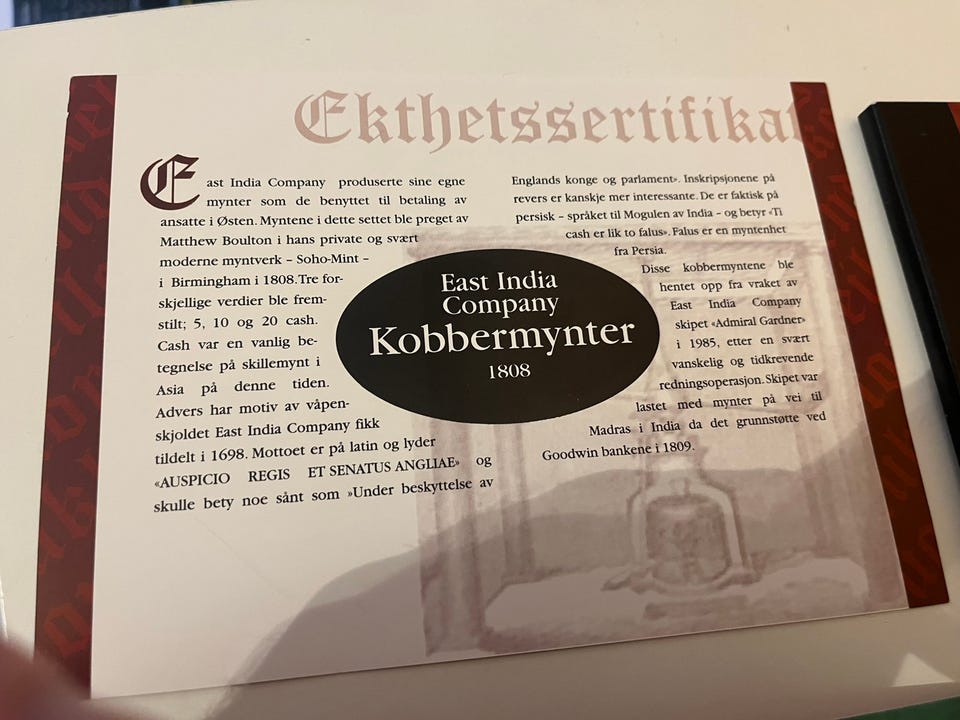 Ekthetssertifikat
East India Company produserte sine egne
mynter som de benyttet til betaling av
ansatte i Østen. Myntene i dette settet ble preget av
Matthew Boulton i hans private og svært
moderne myntverk – Soho-Mint –
i Birmingham i 1808. Tre for-
skjellige verdier ble frem-
stilt; 5, 10 og 20 cash.
Cash var en vanlig be-
tegnelse på skillemynt i
Asia på denne tiden.
Advers har motiv av våpen-
skjoldet East India Company fikk
tildelt i 1698. Mottoet er på latin og lyder
«AUSPICIO REGIS ET SENATUS ANGLIAE» og
skulle bety noe sånt som »Under beskyttelse av
East India
Company
Kobbermynter
1808
Englands konge og parlament». Inskripsjonene på
revers er kanskje mer interessante. De er faktisk på
persisk – språket til Mogulen av India – og betyr «Ti
cash er lik to falus». Falus er en myntenhet
fra Persia.
Disse kobbermyntene ble
hentet opp fra vraket av
East India Company
skipet «Admiral Gardner»
i 1985, etter en svært
vanskelig og tidkrevende
redningsoperasjon. Skipet var
lastet med mynter på vei til
Madras i India da det grunnstøtte ved
Goodwin bankene i 1809.